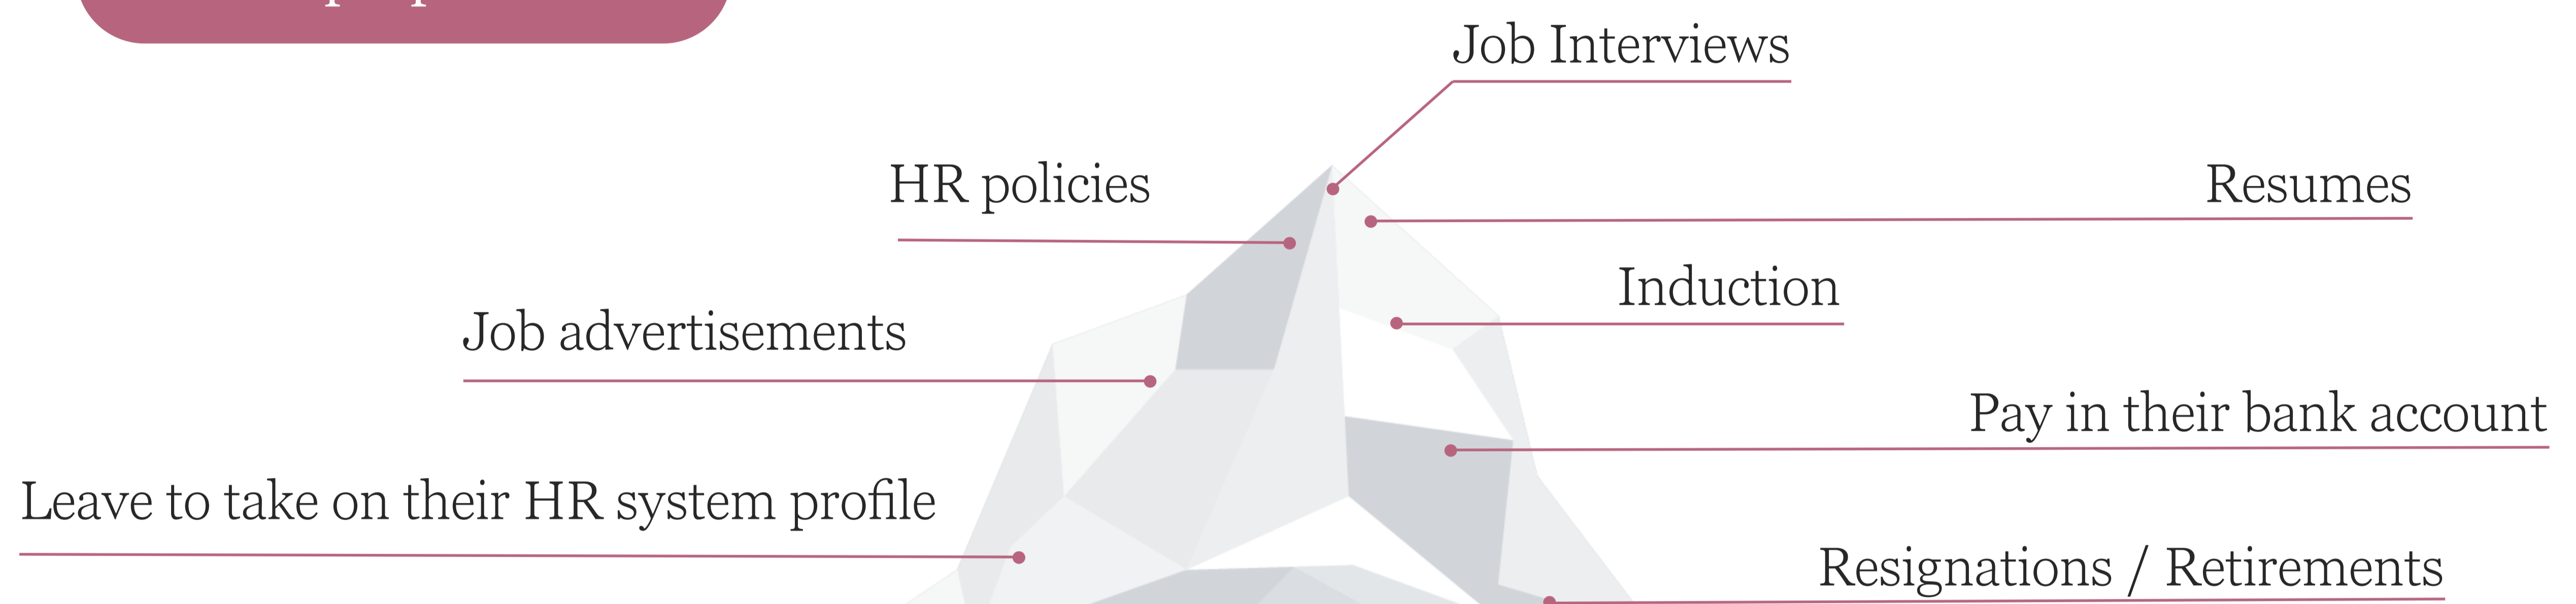 Job Interviews
HR policies
Resumes
Induction
Job advertisements
Pay in their bank account
Leave to take on their HR system profile
Resignations / Retirements